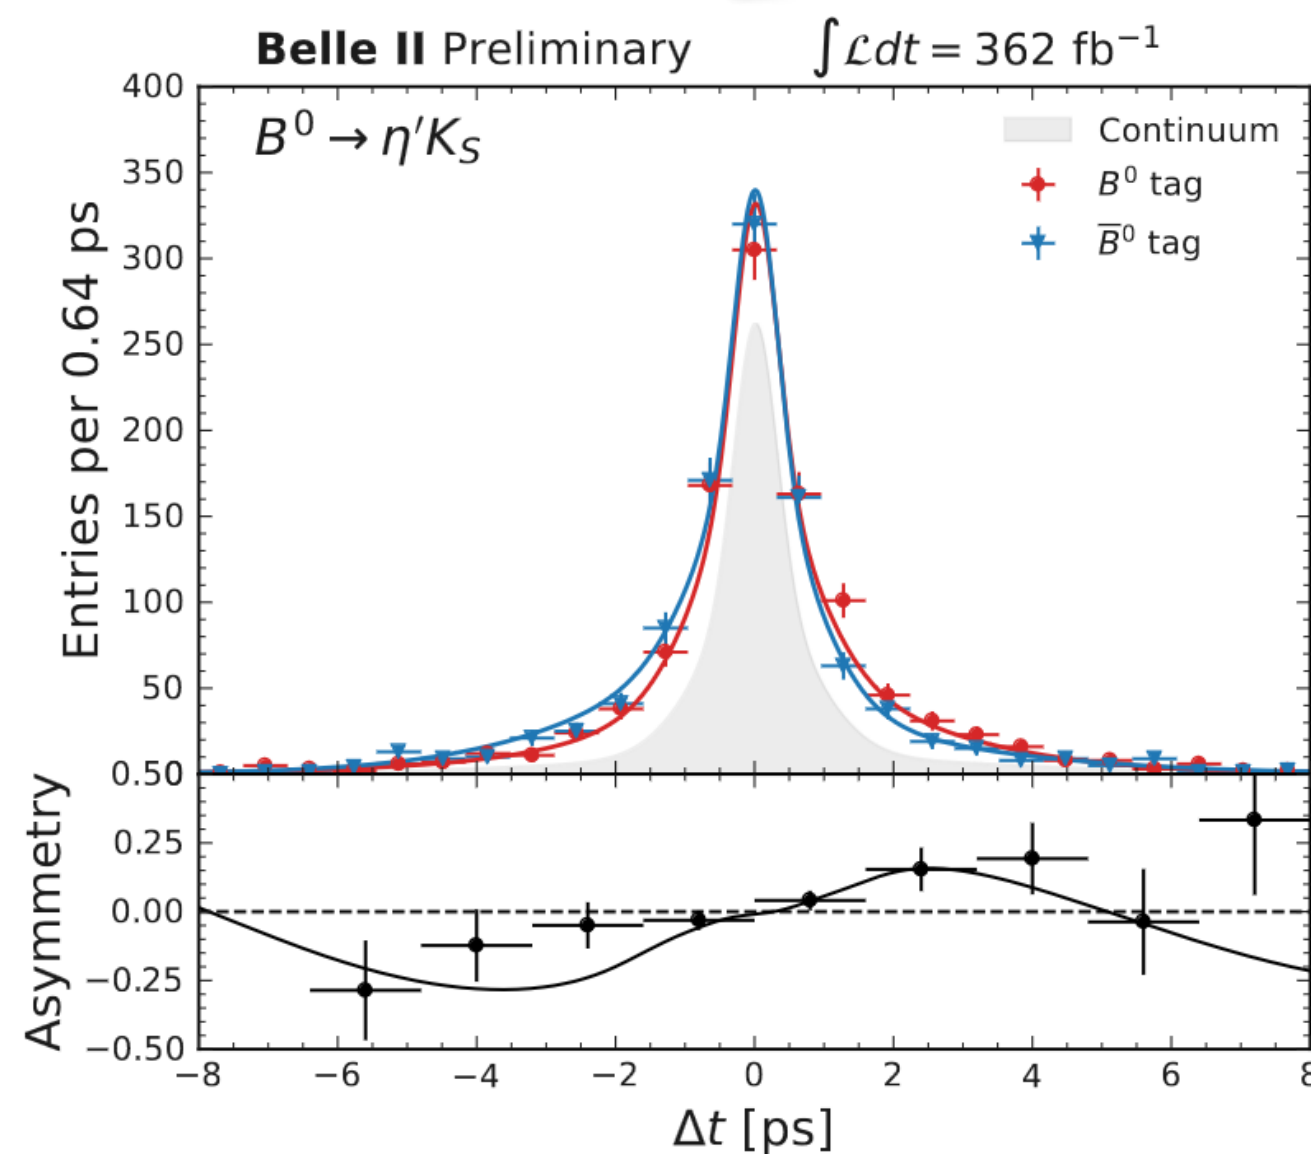 Belle II Preliminary ∫ℒdt = 362 fb⁻¹
B⁰ → η′K_S
Continuum
B⁰ tag
B̅⁰ tag
Entries per 0.64 ps
400
350
300
250
200
150
100
50
0.50
0.25
0.00
−0.25
−0.50
Asymmetry
−8 −6 −4 −2 0 2 4 6 8
Δt [ps]